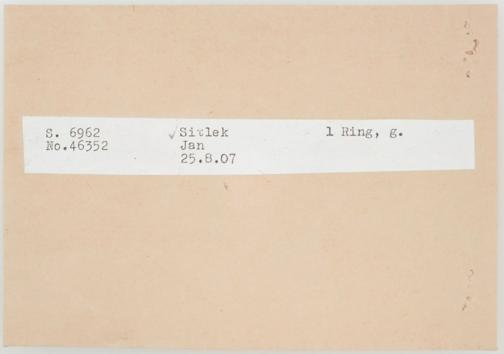 S. 6962 Sitlek 1 Ring, g.
No.46352 Jan
25.8.07